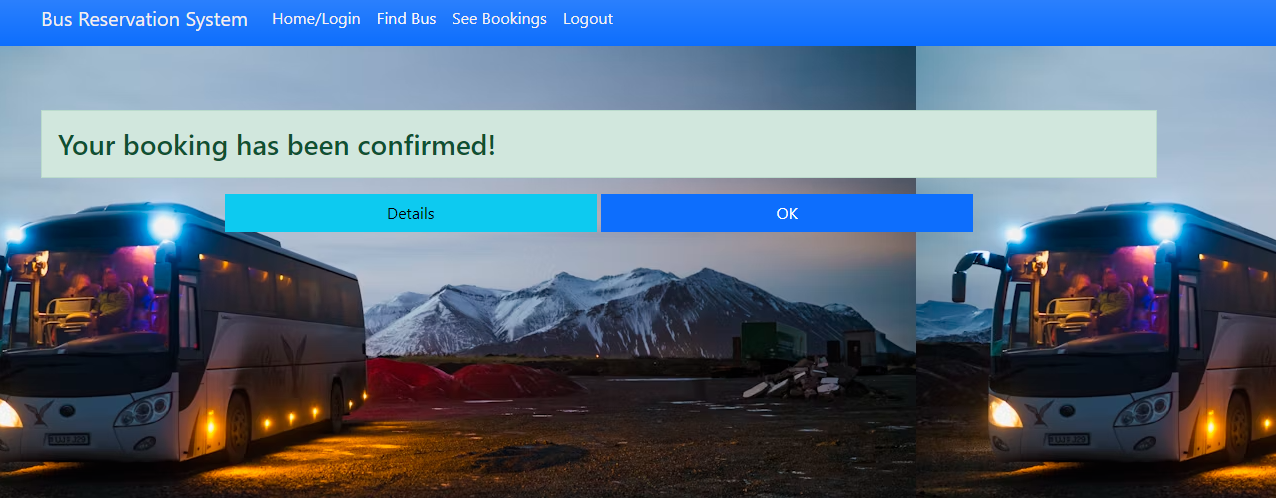 Bus Reservation System Home/Login Find Bus See Bookings Logout
Your booking has been confirmed!
Details OK